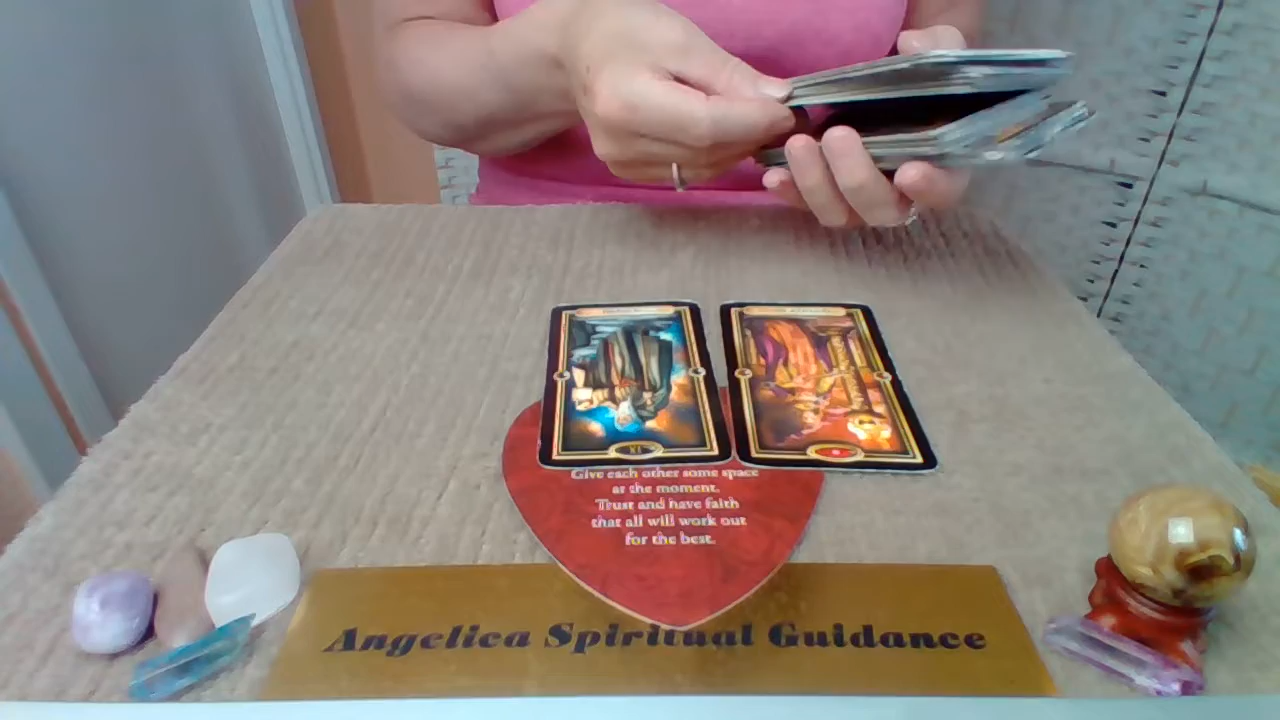 XI
Give each other some space
at the moment.
Trust and have faith
that all will work out
for the best.
Angelica Spiritual Guidance